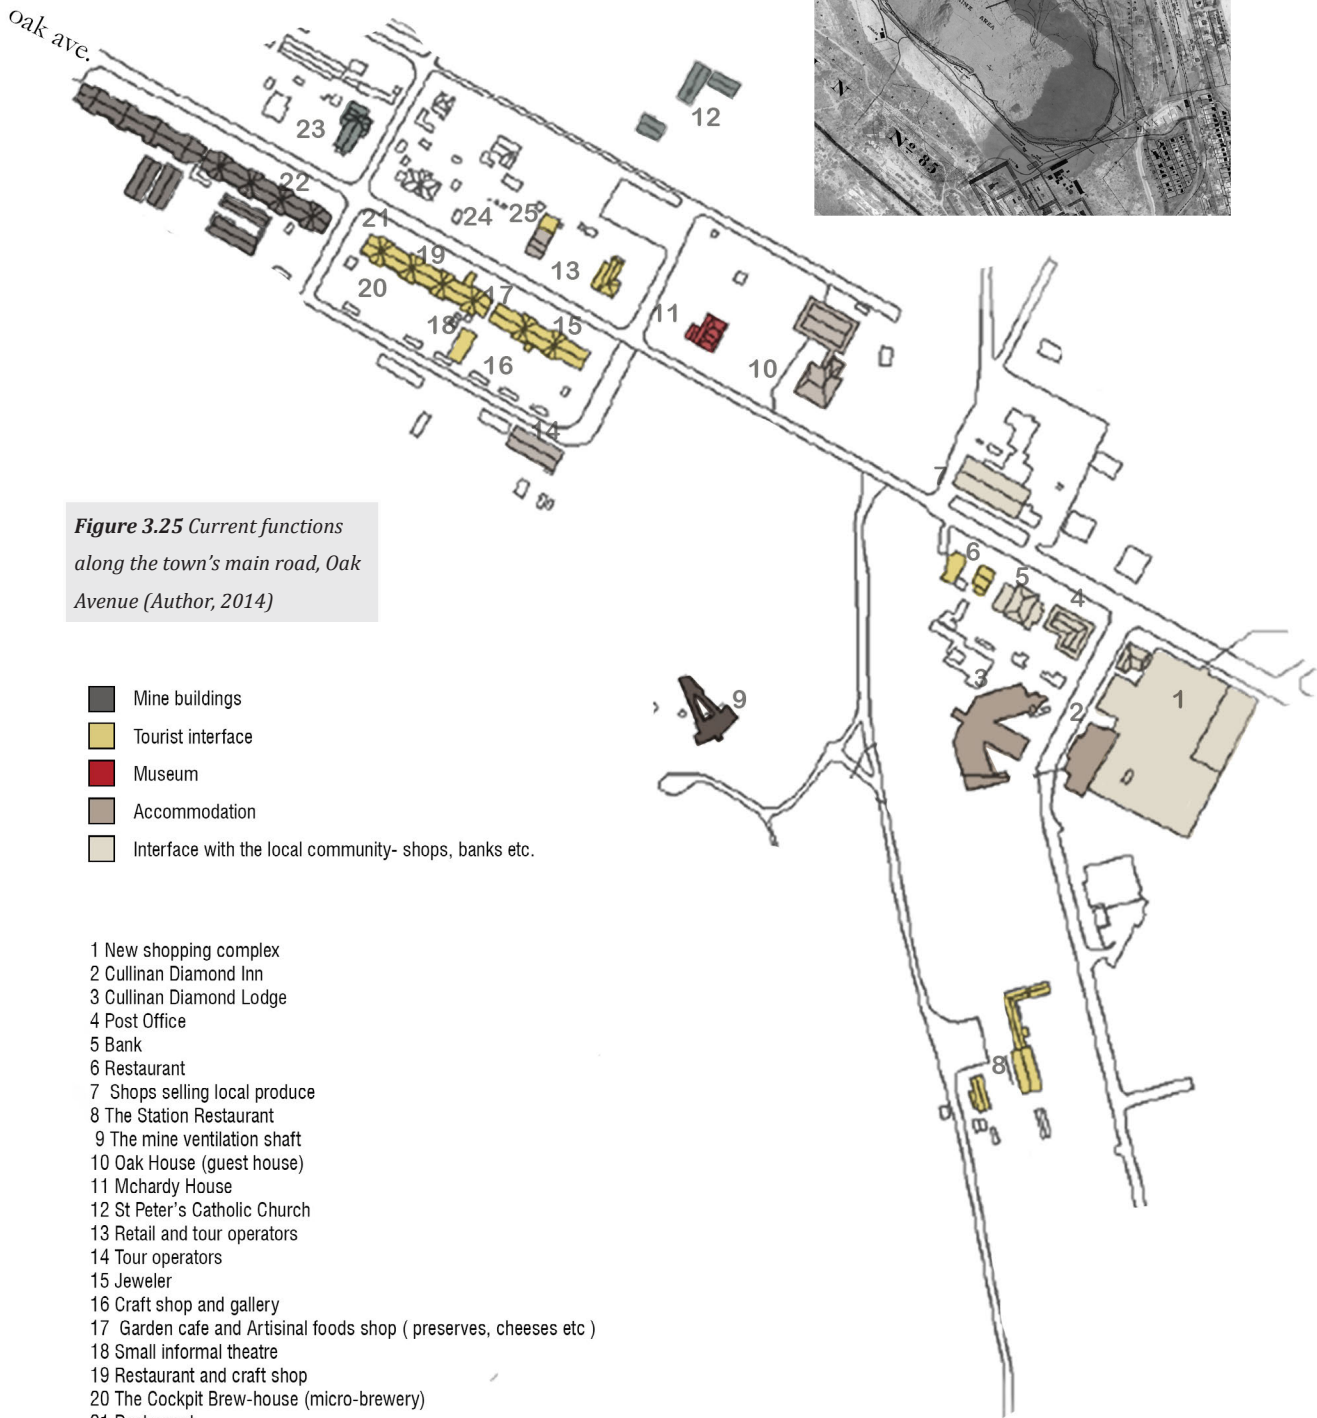 oak ave.
MINE AREA
N
Nº 85
12
23
22
21
24
25
19
13
20
17
11
18
15
16
10
14
7
6
5
4
3
2
1
9
8
Figure 3.25 Current functions
along the town's main road, Oak
Avenue (Author, 2014)
Mine buildings
Tourist interface
Museum
Accommodation
Interface with the local community- shops, banks etc.
1 New shopping complex
2 Cullinan Diamond Inn
3 Cullinan Diamond Lodge
4 Post Office
5 Bank
6 Restaurant
7 Shops selling local produce
8 The Station Restaurant
9 The mine ventilation shaft
10 Oak House (guest house)
11 Mchardy House
12 St Peter's Catholic Church
13 Retail and tour operators
14 Tour operators
15 Jeweler
16 Craft shop and gallery
17 Garden cafe and Artisinal foods shop ( preserves, cheeses etc )
18 Small informal theatre
19 Restaurant and craft shop
20 The Cockpit Brew-house (micro-brewery)
21 Restaurant